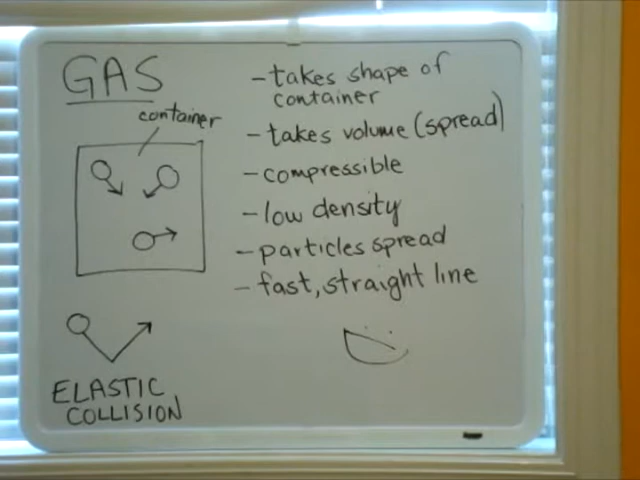 GAS
container
- takes shape of
container
- takes volume (spread)
- compressible
- low density
- particles spread
- fast, straight line
ELASTIC
COLLISION